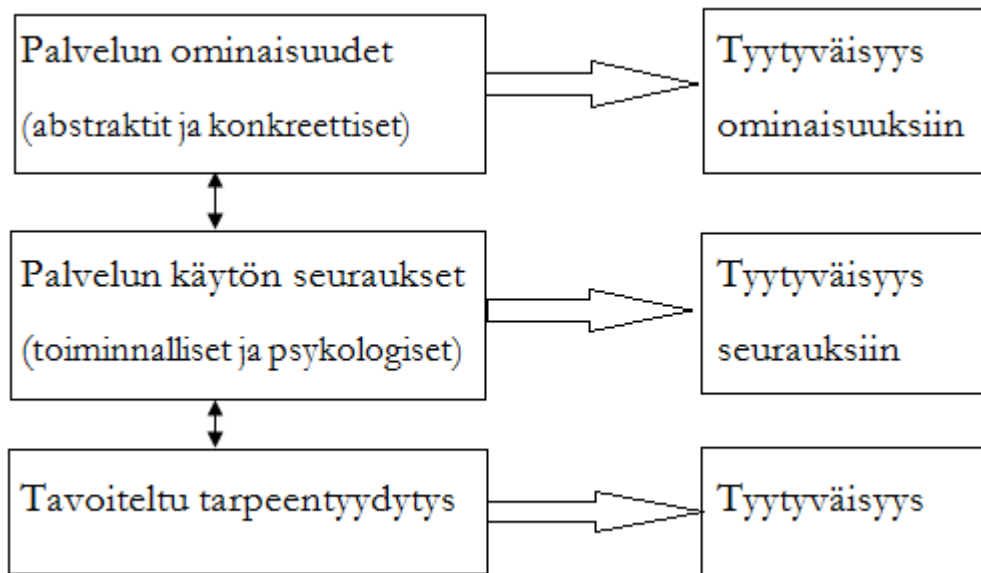 Palvelun ominaisuudet
(abstraktit ja konkreettiset)
Tyytyväisyys
ominaisuuksiin
Palvelun käytön seuraukset
(toiminnalliset ja psykologiset)
Tyytyväisyys
seurauksiin
Tavoiteltu tarpeentyydytys
Tyytyväisyys